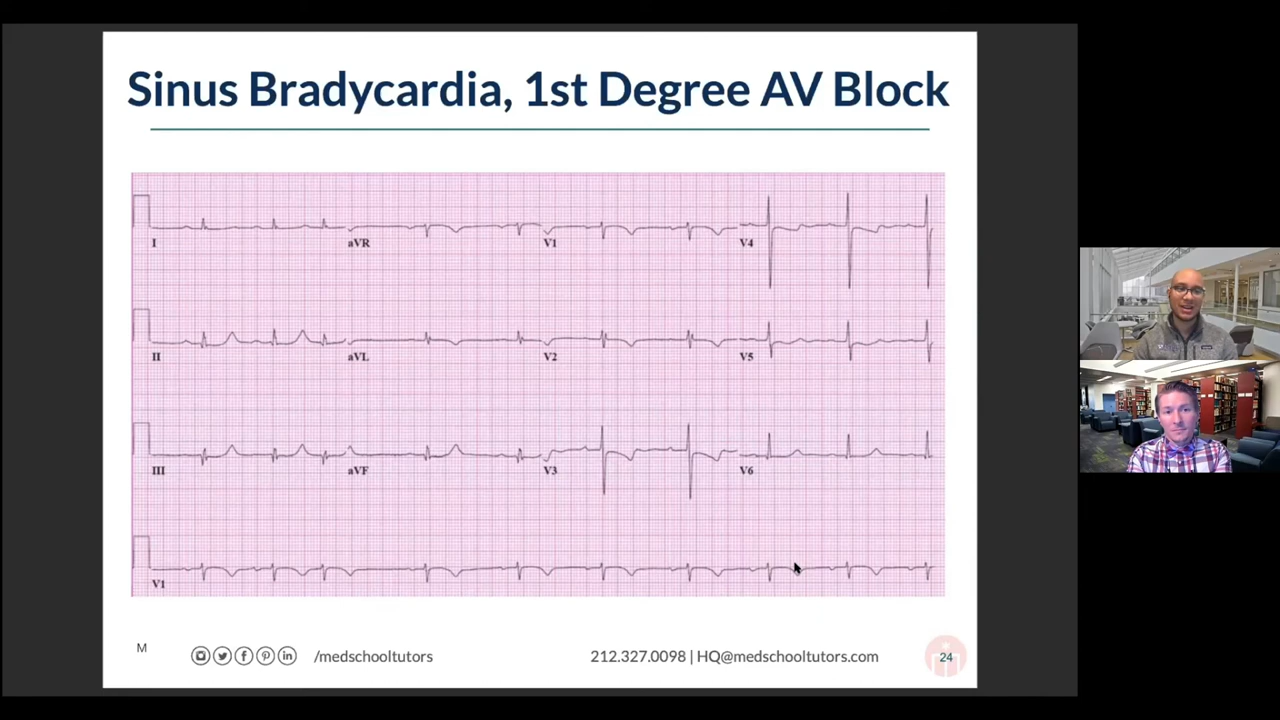 Sinus Bradycardia, 1st Degree AV Block
I aVR V1 V4
II aVL V2 V5
III aVF V3 V6
V1
M /medschooltutors 212.327.0098 | HQ@medschooltutors.com 24